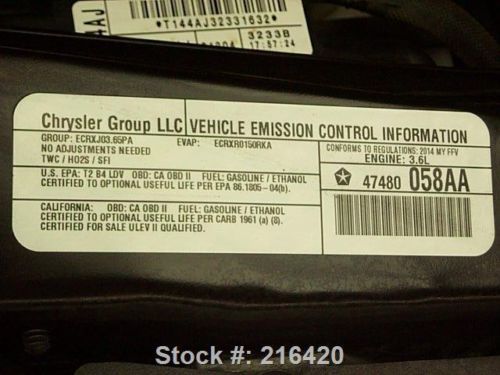 4AJ
*T144AJ32331632*
3233B
17:57:24
Chrysler Group LLC VEHICLE EMISSION CONTROL INFORMATION
GROUP: ECRXJ03.65PA EVAP: ECRXR0150RKA
NO ADJUSTMENTS NEEDED
TWC / HO2S / SFI
CONFORMS TO REGULATIONS: 2014 MY FFV
ENGINE: 3.6L
U.S. EPA: T2 B4 LDV OBD: CA OBD II FUEL: GASOLINE / ETHANOL
CERTIFIED TO OPTIONAL USEFUL LIFE PER EPA 86.1805-04(b).
47480 058AA
CALIFORNIA: OBD: CA OBD II FUEL: GASOLINE / ETHANOL
CERTIFIED TO OPTIONAL USEFUL LIFE PER CARB 1961 (a) (8).
FOR SALE ULEV II QUALIFIED.
Stock #: 216420